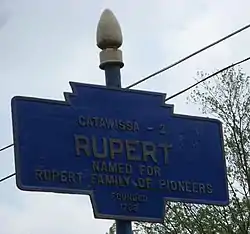 CATAWISSA - 2
RUPERT
NAMED FOR
RUPERT FAMILY OF PIONEERS
FOUNDED